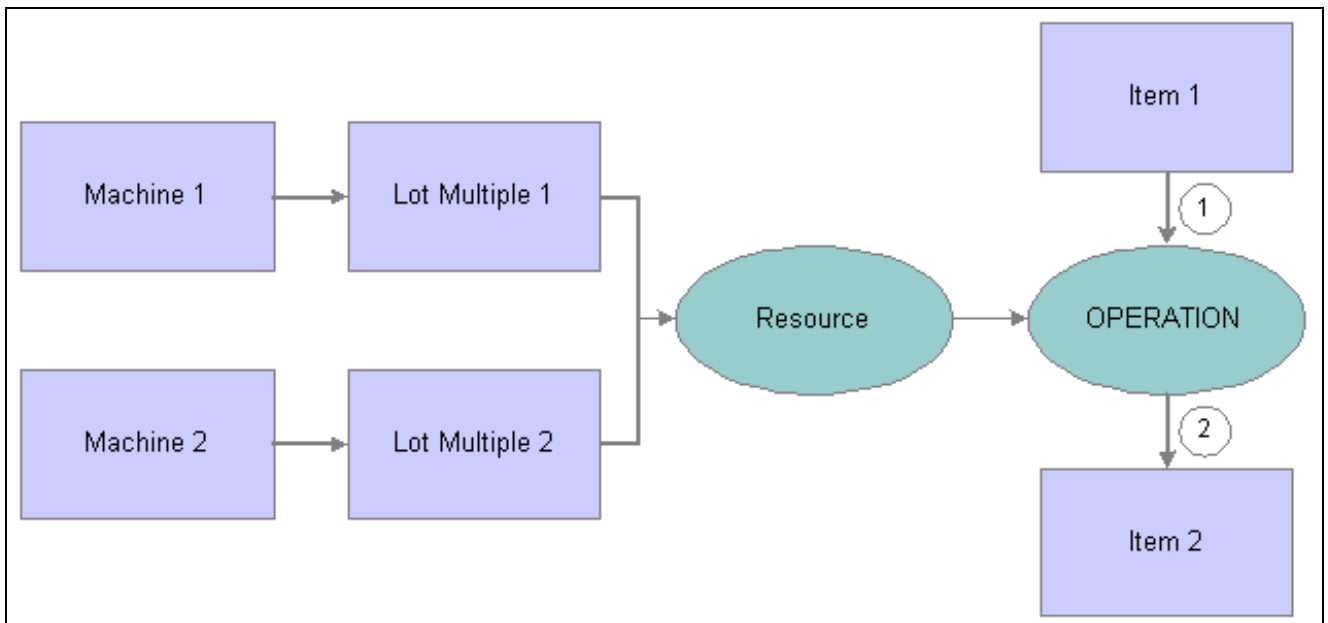 Item 1
Machine 1
Lot Multiple 1
1
Resource
OPERATION
Machine 2
Lot Multiple 2
2
Item 2